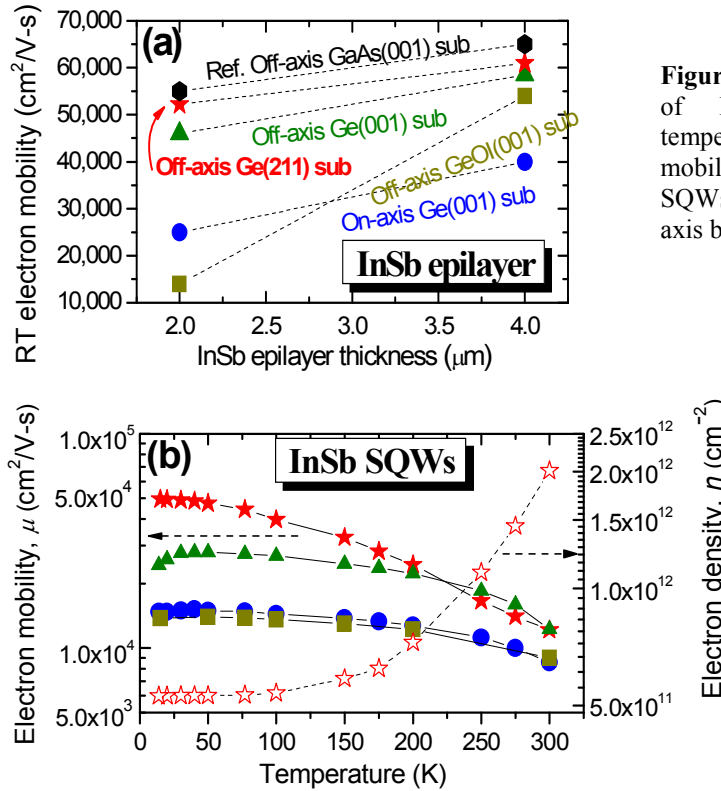 (a)
70,000
60,000
50,000
40,000
30,000
20,000
10,000
RT electron mobility (cm²/V-s)
Ref. Off-axis GaAs(001) sub
Off-axis Ge(001) sub
Off-axis Ge(211) sub
Off-axis GeOI(001) sub
On-axis Ge(001) sub
InSb epilayer
2.0 2.5 3.0 3.5 4.0
InSb epilayer thickness (μm)
Figur
of
tempe
mobil
SQWs
axis b
(b)
InSb SQWs
1.0x10⁵
5.0x10⁴
1.0x10⁴
5.0x10³
Electron mobility, μ (cm²/V-s)
2.5x10¹²
2.0x10¹²
1.5x10¹²
1.0x10¹²
5.0x10¹¹
Electron density, n (cm⁻²)
0 50 100 150 200 250 300
Temperature (K)